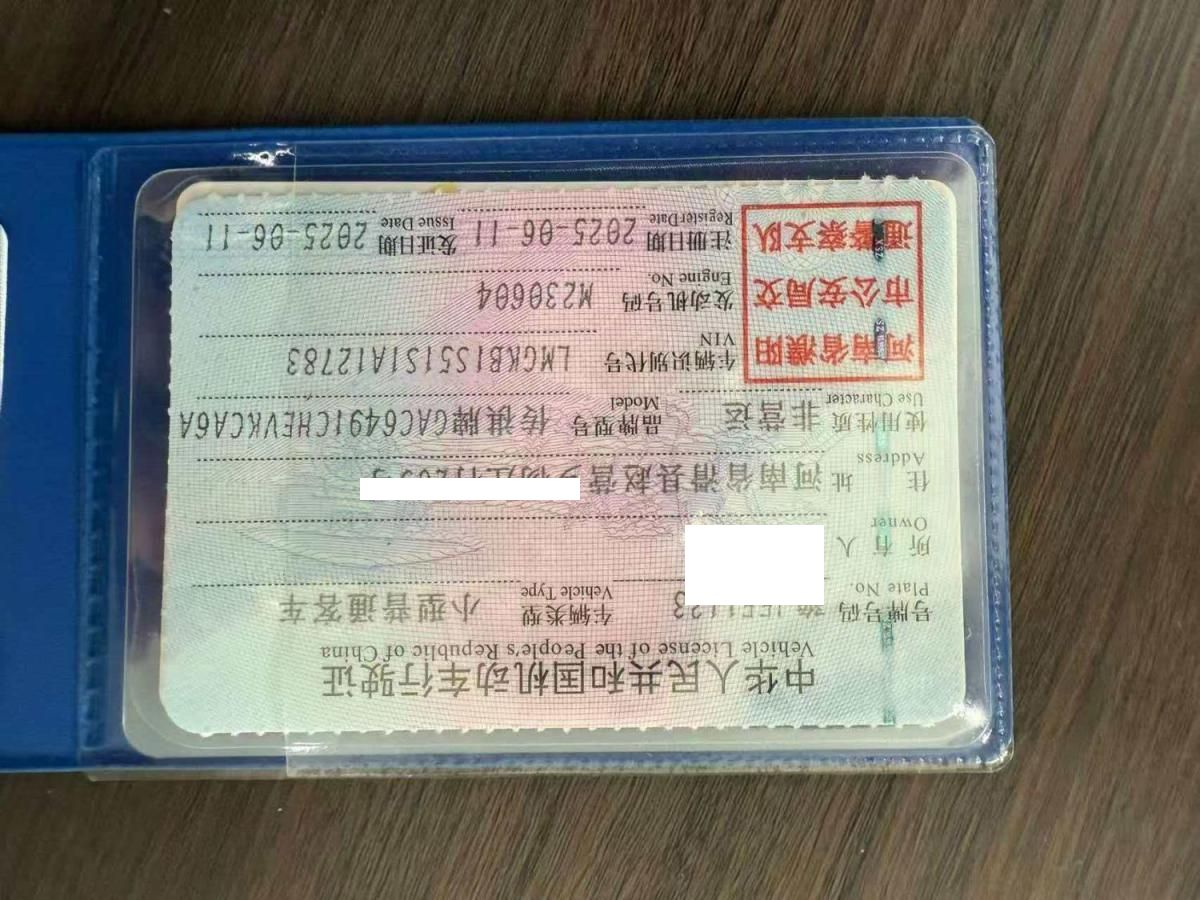 中华人民共和国机动车行驶证
Vehicle License of the People's Republic of China
号牌号码 Plate No. 车辆类型 Vehicle Type 小型普通客车
所有人 Owner
住址 Address 河南省滑县赵营乡
使用性质 Use Character 非营运 品牌型号 Model 传祺牌GAC6491CHEVKCA6A
河南省濮阳
市公安局交
通警察支队
车辆识别代号 VIN LMGKB1S51S1A12783
发动机号码 Engine No. M230604
注册日期 Register Date 2025-06-11 发证日期 Issue Date 2025-06-11